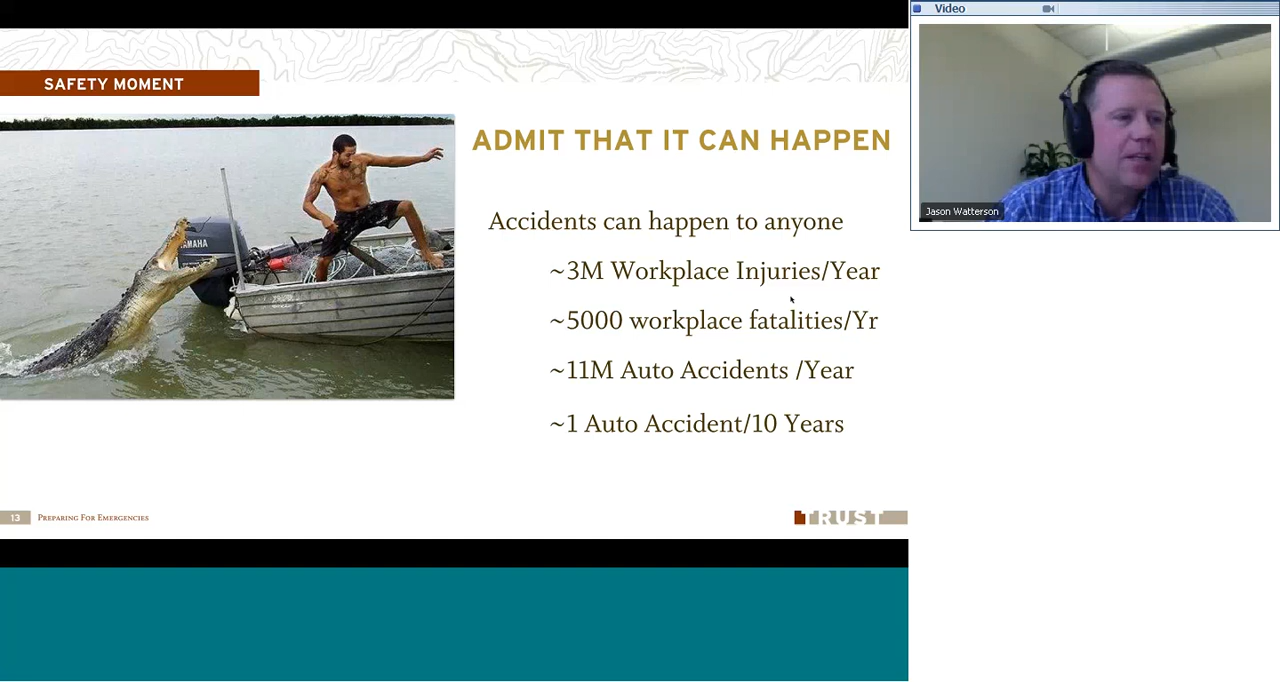 Video
SAFETY MOMENT
ADMIT THAT IT CAN HAPPEN
Accidents can happen to anyone
~3M Workplace Injuries/Year
~5000 workplace fatalities/Yr
~11M Auto Accidents /Year
~1 Auto Accident/10 Years
YAMAHA
Jason Watterson
13 Preparing For Emergencies
TRUST